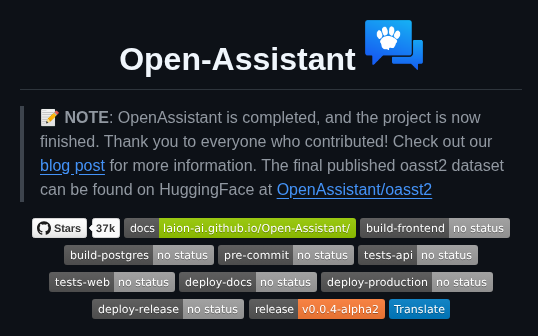 Open-Assistant
📝 NOTE: OpenAssistant is completed, and the project is now
finished. Thank you to everyone who contributed! Check out our
blog post for more information. The final published oasst2 dataset
can be found on HuggingFace at OpenAssistant/oasst2
Stars 37k docs laion-ai.github.io/Open-Assistant/ build-frontend no status
build-postgres no status pre-commit no status tests-api no status
tests-web no status deploy-docs no status deploy-production no status
deploy-release no status release v0.0.4-alpha2 Translate